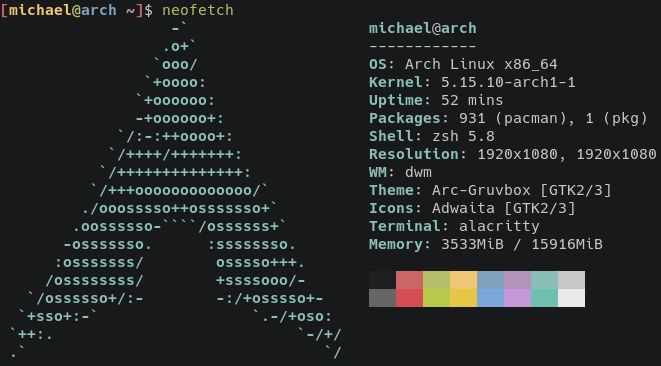 [michael@arch ~]$ neofetch
                   -`                    michael@arch
                  .o+`                   ------------
                 `ooo/                   OS: Arch Linux x86_64
                `+oooo:                  Kernel: 5.15.10-arch1-1
               `+oooooo:                 Uptime: 52 mins
               -+oooooo+:                Packages: 931 (pacman), 1 (pkg)
             `/:-:++oooo+:               Shell: zsh 5.8
            `/++++/+++++++:              Resolution: 1920x1080, 1920x1080
           `/++++++++++++++:             WM: dwm
          `/+++ooooooooooooo/`           Theme: Arc-Gruvbox [GTK2/3]
         ./ooosssso++osssssso+`          Icons: Adwaita [GTK2/3]
        .oossssso-````/ossssss+`         Terminal: alacritty
       -osssssso.      :ssssssso.        Memory: 3533MiB / 15916MiB
      :osssssss/        osssso+++.
     /ossssssss/        +ssssooo/-
   `/ossssso+/:-        -:/+osssso+-
  `+sso+:-`                 `.-/+oso:
 `++:.                           `-/+/
 .`                                 `/